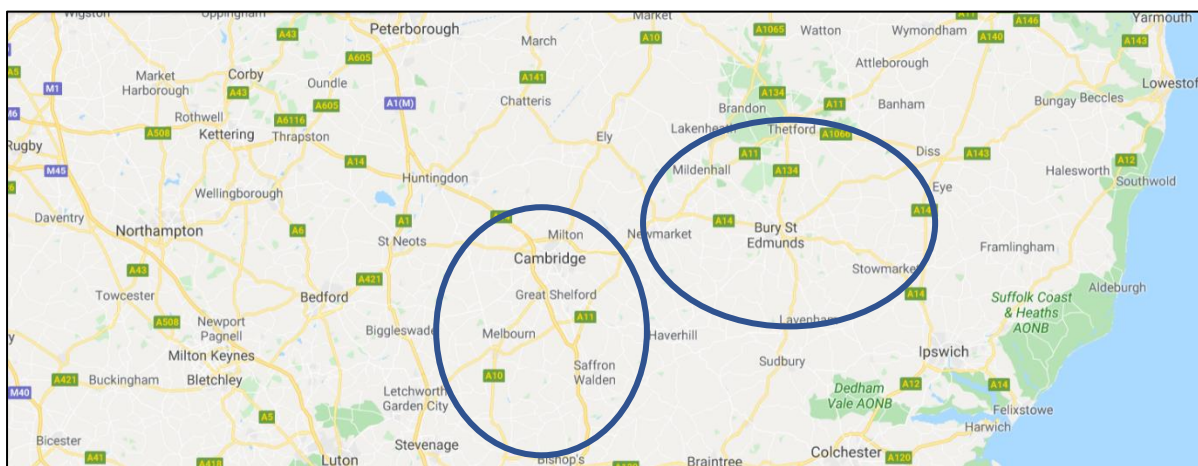 Wigston
Uppingham
A43
Peterborough
Market
A1065
Watton
Wymondham
A11
A146
Yarmouth
A5
M1
Market
Harborough
Corby
A43
Oundle
A605
A605
A1(M)
March
A141
A10
A140
A143
Attleborough
Lowestof
M6
Rothwell
Chatteris
A134
Brandon
A11
Banham
Bungay
Beccles
Rugby
A508
Kettering
A6116
Thrapston
Ely
Lakenheath
Thetford
A1066
M45
A14
Huntingdon
Mildenhall
A11
A134
Diss
A143
Halesworth
A12
Southwold
Daventry
Wellingborough
Eye
Northampton
A6
A1
St Neots
Milton
Newmarket
A14
Bury St
Edmunds
A14
Framlingham
Cambridge
A43
Towcester
A421
Bedford
Great Shelford
Stowmarket
A14
Aldeburgh
Suffolk Coast
& Heaths
AONB
A508
Newport
Pagnell
Biggleswade
Melbourn
A11
Haverhill
Lavenham
Milton Keynes
Sudbury
Ipswich
A421
Buckingham
Bletchley
A10
Saffron
Walden
Dedham
Vale AONB
A12
A14
M40
Letchworth
Garden City
Felixstowe
A5
Harwich
Bicester
Stevenage
A41
A418
Luton
Bishop's
Braintree
Colchester
A120